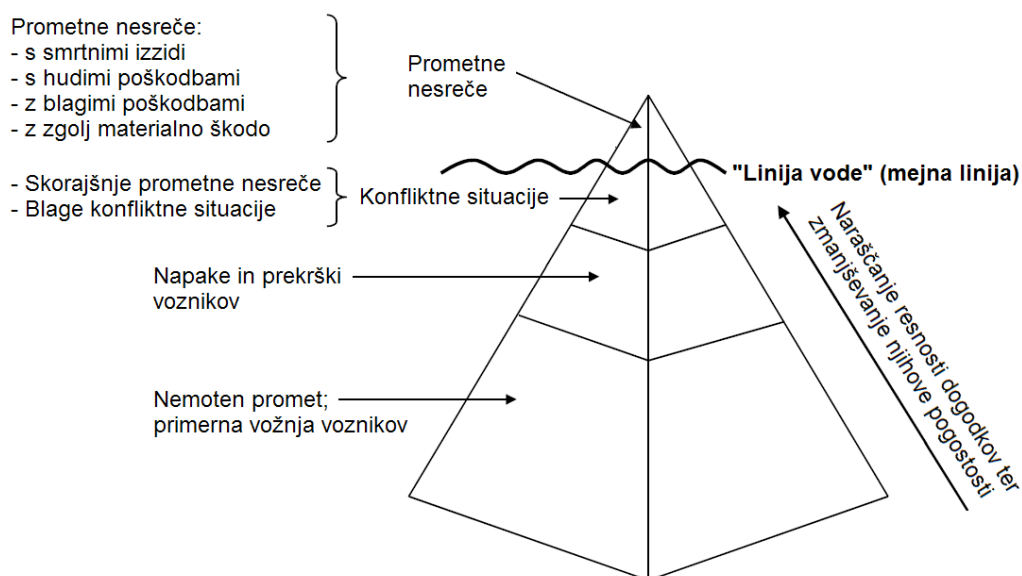 Prometne nesreče:
- s smrtnimi izzidi
- s hudimi poškodbami
- z blagimi poškodbami
- z zgolj materialno škodo
Prometne
nesreče
"Linija vode" (mejna linija)
- Skorajšnje prometne nesreče
- Blage konfliktne situacije
Konfliktne situacije
Napake in prekrški
voznikov
Nemoten promet;
primerna vožnja voznikov
Naraščanje resnosti dogodkov ter
zmanjševanje njihove pogostosti